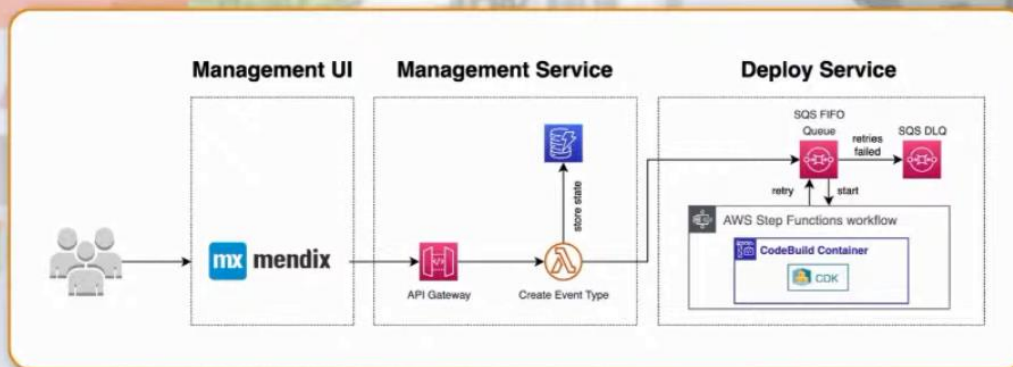 Management UI
Management Service
Deploy Service
SQS FIFO
Queue
SQS DLQ
retries
failed
retry
start
store state
AWS Step Functions workflow
CodeBuild Container
CDK
mx mendix
API Gateway
Create Event Type